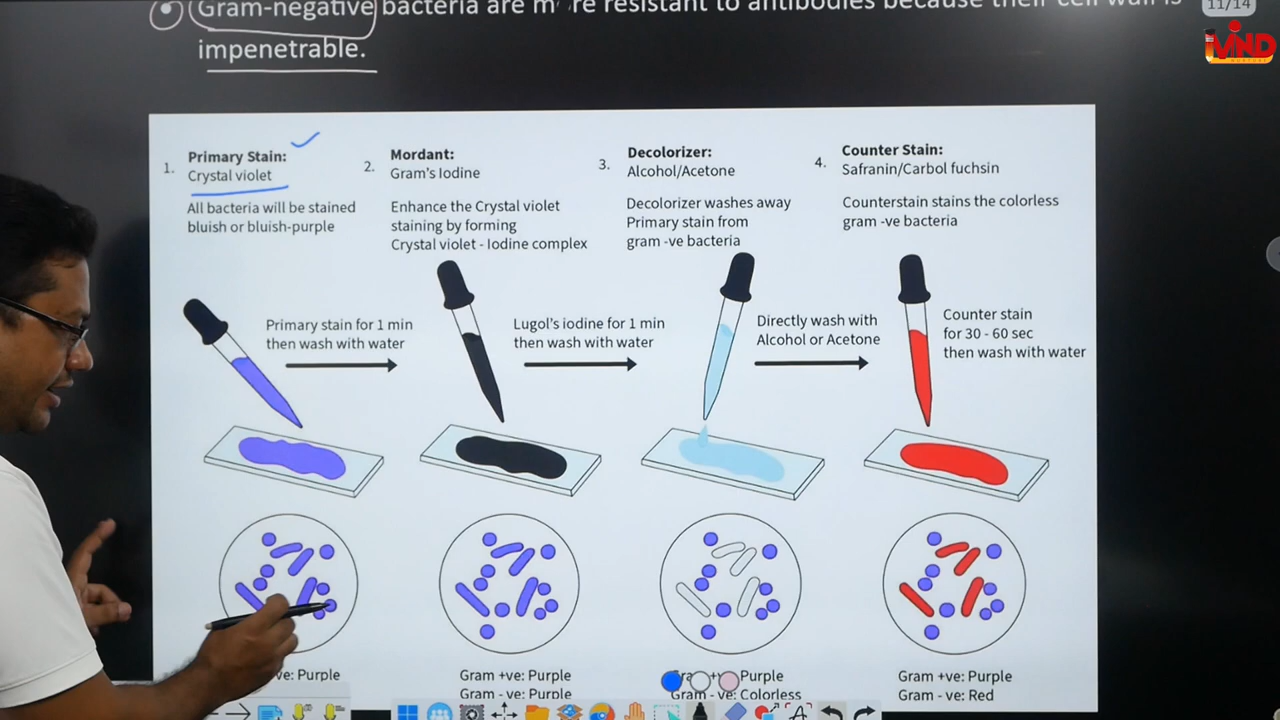 Gram-negative bacteria are resistant to antibodies because their cell wall is
impenetrable.
11/14
MIND
1. Primary Stain:
Crystal violet
All bacteria will be stained
bluish or bluish-purple
2. Mordant:
Gram's Iodine
Enhance the Crystal violet
staining by forming
Crystal violet - Iodine complex
3. Decolorizer:
Alcohol/Acetone
Decolorizer washes away
Primary stain from
gram -ve bacteria
4. Counter Stain:
Safranin/Carbol fuchsin
Counterstain stains the colorless
gram -ve bacteria
Primary stain for 1 min
then wash with water
Lugol's iodine for 1 min
then wash with water
Directly wash with
Alcohol or Acetone
Counter stain
for 30 - 60 sec
then wash with water
ve: Purple
Gram +ve: Purple
Gram - ve: Purple
Purple
Gram - ve: Colorless
Gram +ve: Purple
Gram - ve: Red